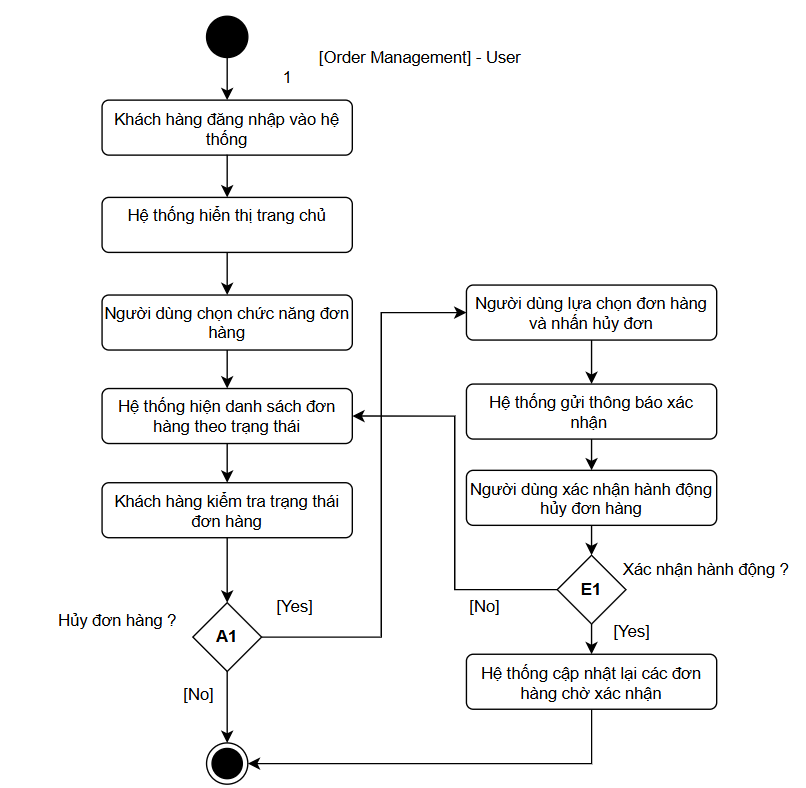 [Order Management] - User
1
Khách hàng đăng nhập vào hệ
thống
Hệ thống hiển thị trang chủ
Người dùng chọn chức năng đơn
hàng
Hệ thống hiện danh sách đơn
hàng theo trạng thái
Khách hàng kiểm tra trạng thái
đơn hàng
Hủy đơn hàng ?
A1
[Yes]
[No]
Người dùng lựa chọn đơn hàng
và nhấn hủy đơn
Hệ thống gửi thông báo xác
nhận
Người dùng xác nhận hành động
hủy đơn hàng
Xác nhận hành động ?
E1
[No]
[Yes]
Hệ thống cập nhật lại các đơn
hàng chờ xác nhận